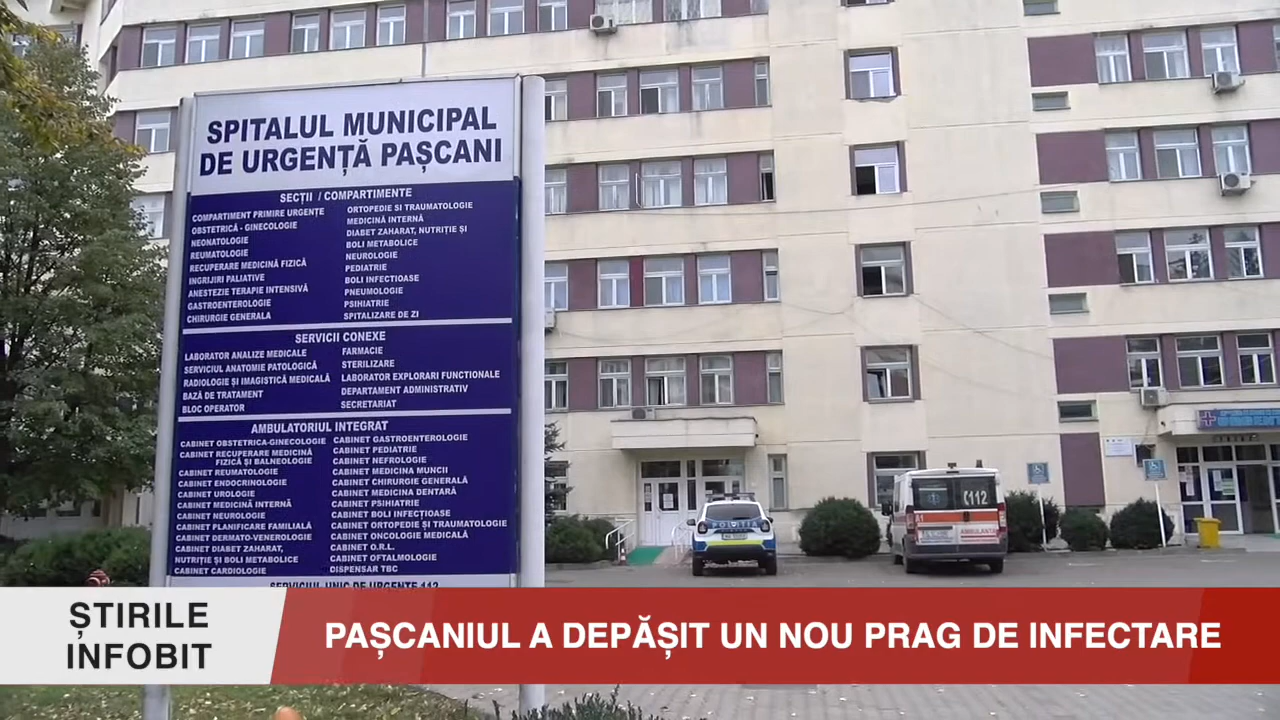 SPITALUL MUNICIPAL
DE URGENȚĂ PAȘCANI
SECȚII / COMPARTIMENTE
COMPARTIMENT PRIMIRE URGENȚE
OBSTETRICĂ - GINECOLOGIE
NEONATOLOGIE
REUMATOLOGIE
RECUPERARE MEDICINĂ FIZICĂ
INGRIJIRI PALIATIVE
ANESTEZIE TERAPIE INTENSIVĂ
GASTROENTEROLOGIE
CHIRURGIE GENERALA
ORTOPEDIE SI TRAUMATOLOGIE
MEDICINĂ INTERNĂ
DIABET ZAHARAT, NUTRIȚIE ȘI
BOLI METABOLICE
NEUROLOGIE
PEDIATRIE
BOLI INFECTIOASE
PNEUMOLOGIE
PSIHIATRIE
SPITALIZARE DE ZI
SERVICII CONEXE
LABORATOR ANALIZE MEDICALE
SERVICIUL ANATOMIE PATOLOGICĂ
RADIOLOGIE ȘI IMAGISTICĂ MEDICALĂ
BAZĂ DE TRATAMENT
BLOC OPERATOR
FARMACIE
STERILIZARE
LABORATOR EXPLORARI FUNCTIONALE
DEPARTAMENT ADMINISTRATIV
SECRETARIAT
AMBULATORIUL INTEGRAT
CABINET OBSTETRICA-GINECOLOGIE
CABINET RECUPERARE MEDICINĂ
FIZICĂ ȘI BALNEOLOGIE
CABINET REUMATOLOGIE
CABINET ENDOCRINOLOGIE
CABINET UROLOGIE
CABINET MEDICINĂ INTERNĂ
CABINET NEUROLOGIE
CABINET PLANIFICARE FAMILIALĂ
CABINET DERMATO-VENEROLOGIE
CABINET DIABET ZAHARAT,
NUTRIȚIE ȘI BOLI METABOLICE
CABINET CARDIOLOGIE
CABINET GASTROENTEROLOGIE
CABINET PEDIATRIE
CABINET NEFROLOGIE
CABINET MEDICINA MUNCII
CABINET CHIRURGIE GENERALĂ
CABINET MEDICINA DENTARĂ
CABINET PSIHIATRIE
CABINET BOLI INFECȚIOASE
CABINET ORTOPEDIE ȘI TRAUMATOLOGIE
CABINET ONCOLOGIE MEDICALĂ
CABINET O.R.L.
CABINET OFTALMOLOGIE
DISPENSAR TBC
SERVICIUL UNIC DE URGENȚE 112
POLIȚIA
112
AMBULANȚA
ȘTIRILE
INFOBIT
PAȘCANIUL A DEPĂȘIT UN NOU PRAG DE INFECTARE